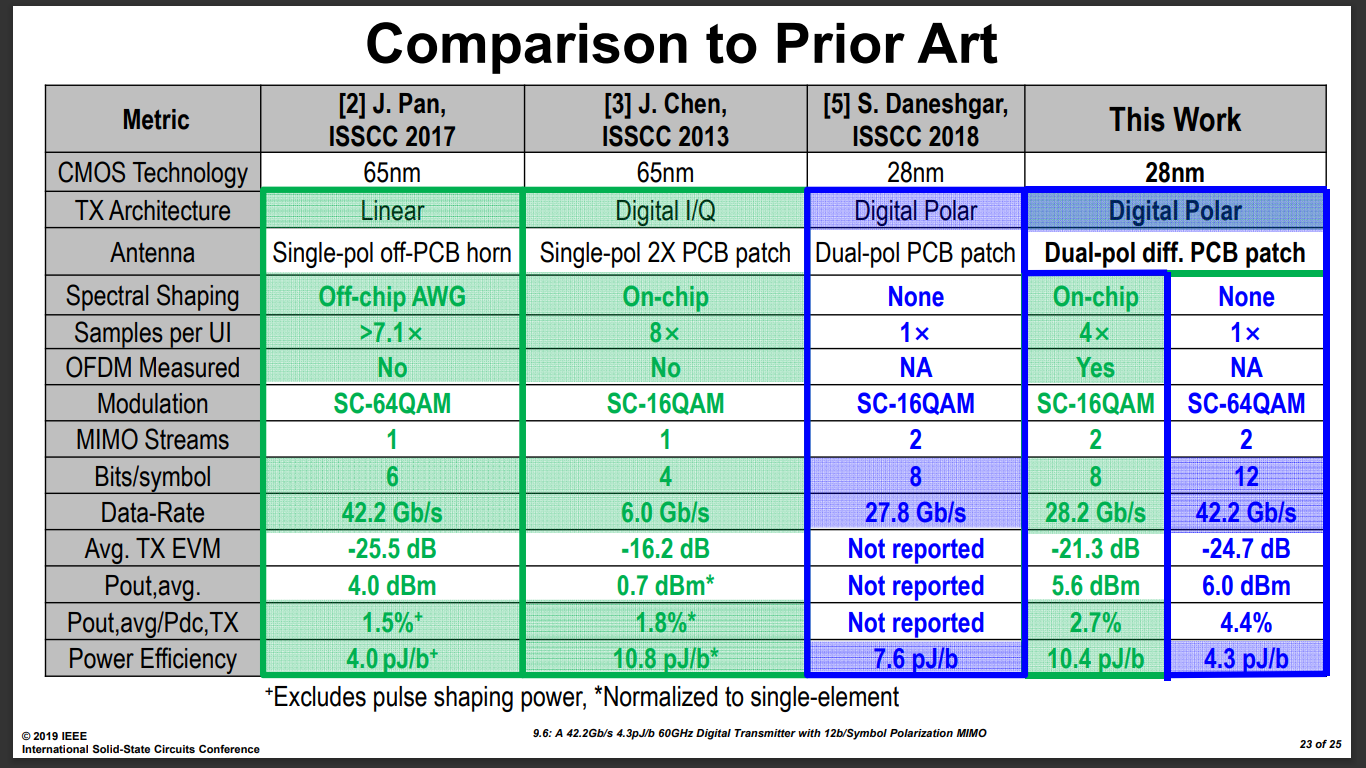 Comparison to Prior Art
Metric [2] J. Pan, ISSCC 2017 [3] J. Chen, ISSCC 2013 [5] S. Daneshgar, ISSCC 2018 This Work
CMOS Technology 65nm 65nm 28nm 28nm
TX Architecture Linear Digital I/Q Digital Polar Digital Polar
Antenna Single-pol off-PCB horn Single-pol 2X PCB patch Dual-pol PCB patch Dual-pol diff. PCB patch
Spectral Shaping Off-chip AWG On-chip None On-chip None
Samples per UI >7.1× 8× 1× 4× 1×
OFDM Measured No No NA Yes NA
Modulation SC-64QAM SC-16QAM SC-16QAM SC-16QAM SC-64QAM
MIMO Streams 1 1 2 2 2
Bits/symbol 6 4 8 8 12
Data-Rate 42.2 Gb/s 6.0 Gb/s 27.8 Gb/s 28.2 Gb/s 42.2 Gb/s
Avg. TX EVM -25.5 dB -16.2 dB Not reported -21.3 dB -24.7 dB
Pout,avg. 4.0 dBm 0.7 dBm* Not reported 5.6 dBm 6.0 dBm
Pout,avg/Pdc,TX 1.5%+ 1.8%* Not reported 2.7% 4.4%
Power Efficiency 4.0 pJ/b+ 10.8 pJ/b* 7.6 pJ/b 10.4 pJ/b 4.3 pJ/b
+Excludes pulse shaping power, *Normalized to single-element
© 2019 IEEE
International Solid-State Circuits Conference
9.6: A 42.2Gb/s 4.3pJ/b 60GHz Digital Transmitter with 12b/Symbol Polarization MIMO
23 of 25